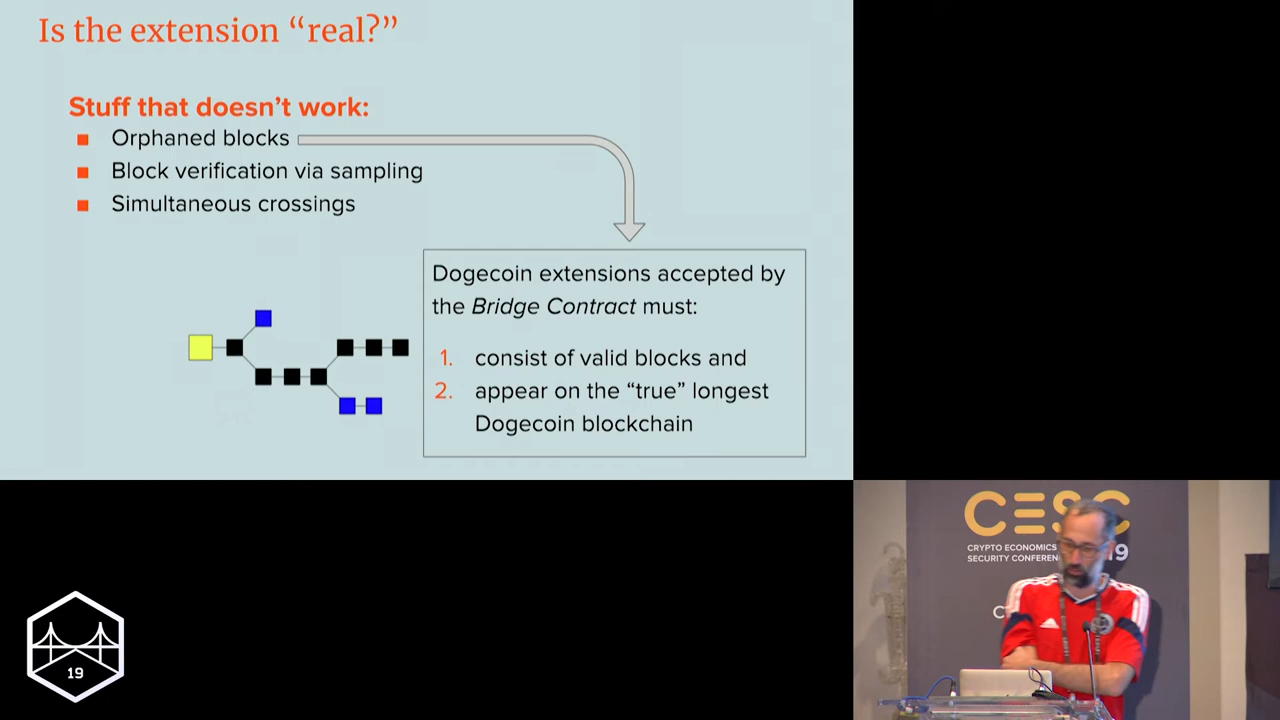 Is the extension “real?”
Stuff that doesn’t work:
Orphaned blocks
Block verification via sampling
Simultaneous crossings
Dogecoin extensions accepted by
the Bridge Contract must:
1. consist of valid blocks and
2. appear on the “true” longest
Dogecoin blockchain
CESC
CRYPTO ECONOMICS
SECURITY 19
19